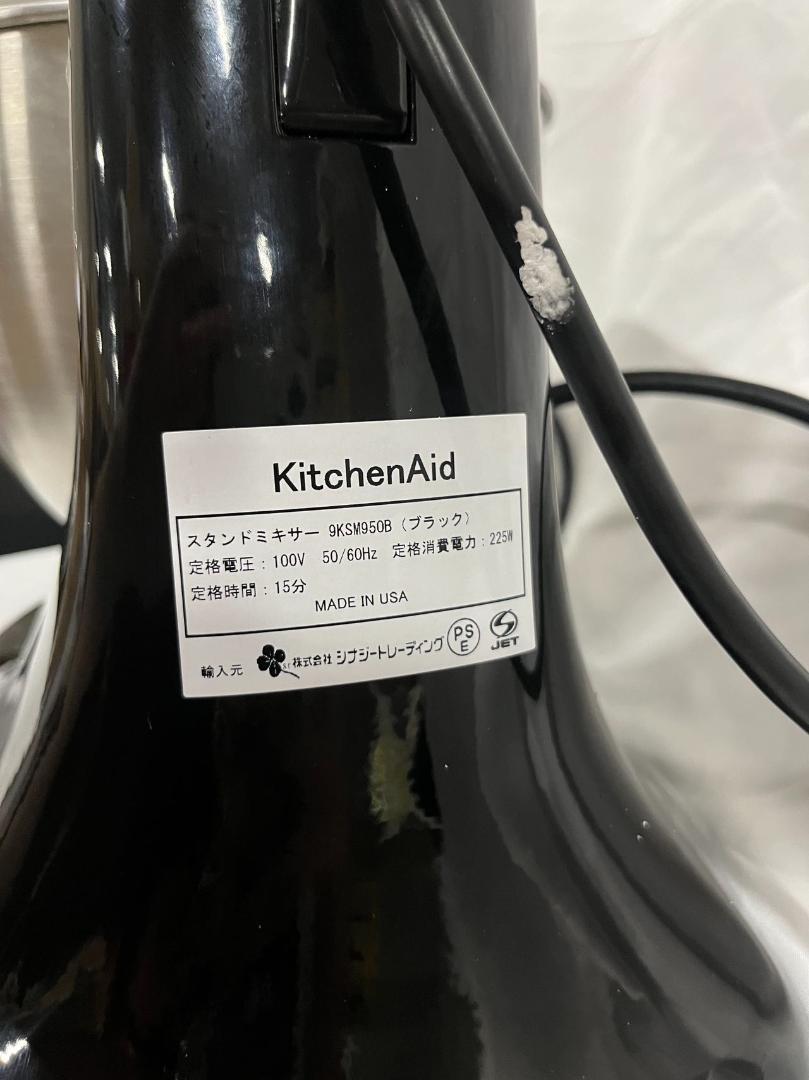 KitchenAid
スタンドミキサー 9KSM950B（ブラック）
定格電圧：100V 50/60Hz 定格消費電力：225W
定格時間：15分
MADE IN USA
輸入元 株式会社 シナジートレーディング PSE JET